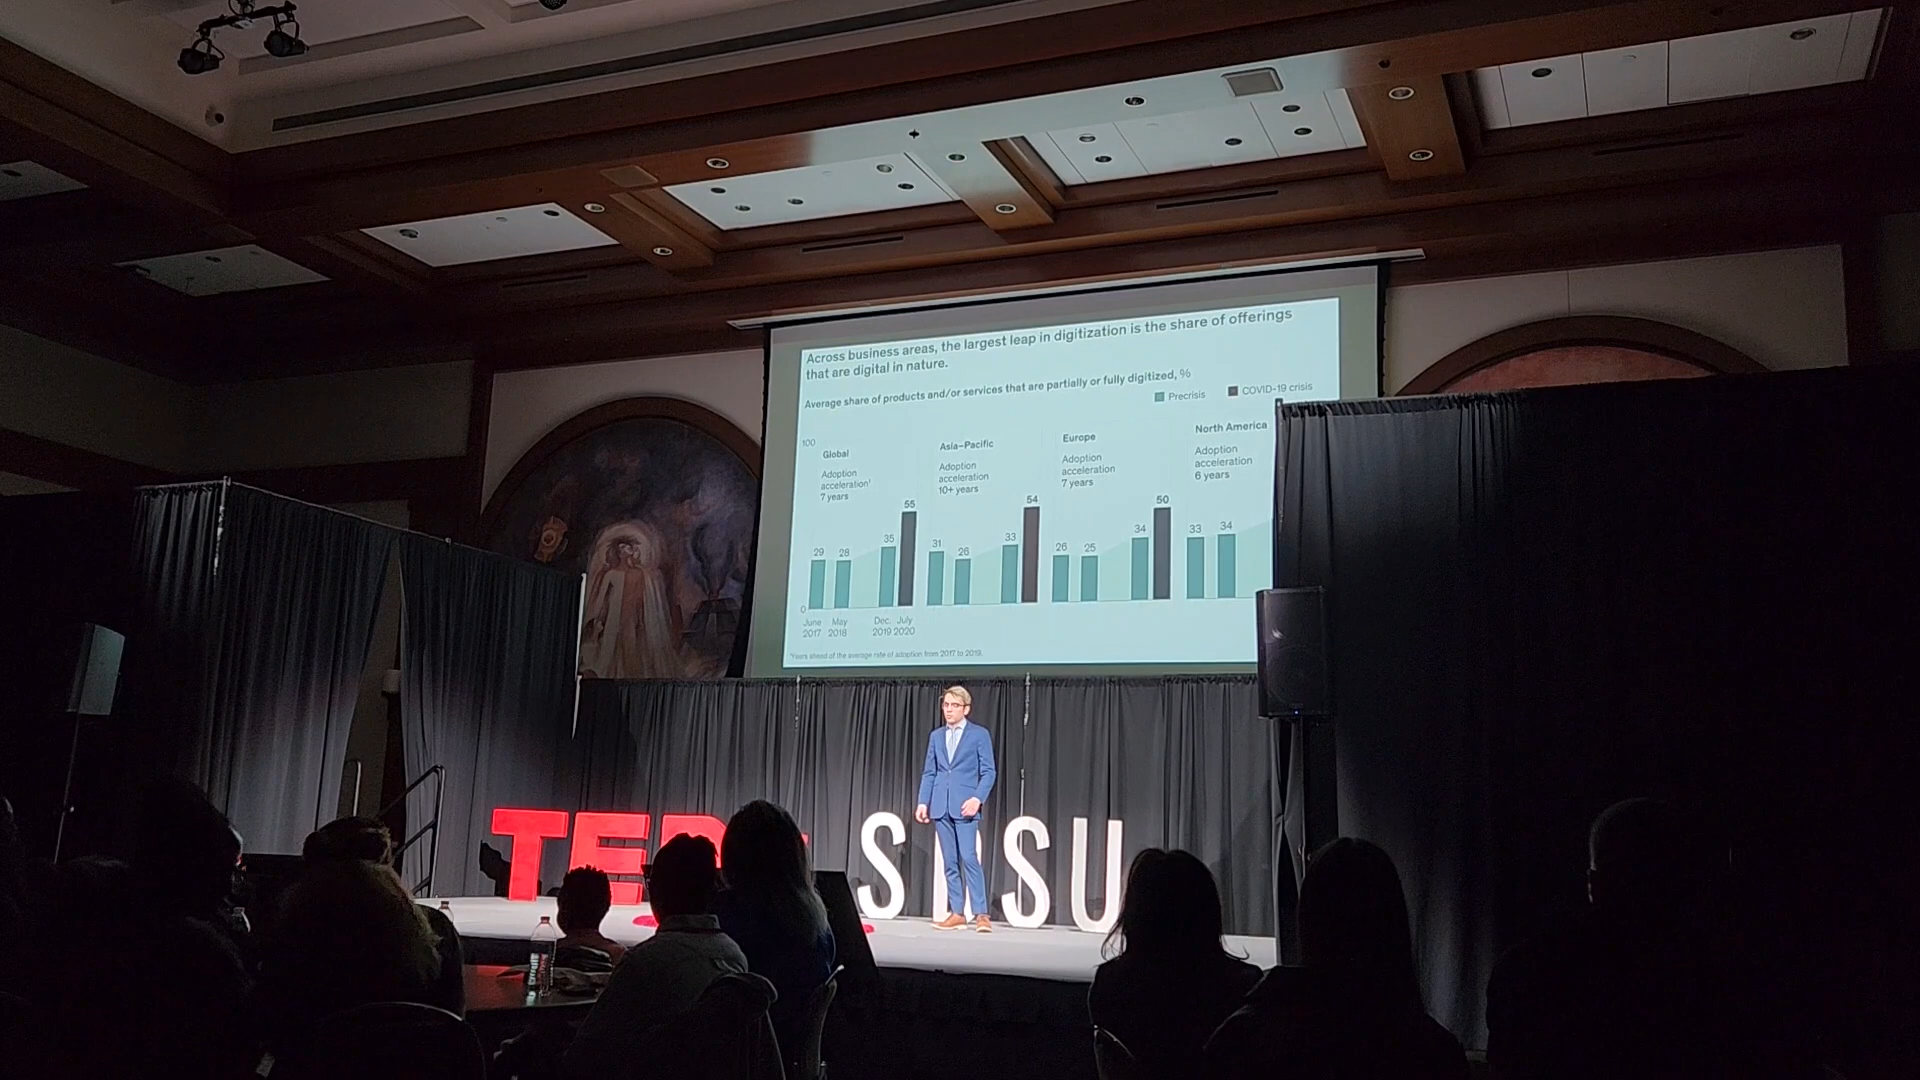 Across business areas, the largest leap in digitization is the share of offerings
that are digital in nature.
Average share of products and/or services that are partially or fully digitized, %
Precrisis
COVID-19 crisis
100
Global
Adoption
acceleration¹
7 years
Asia–Pacific
Adoption
acceleration
10+ years
Europe
Adoption
acceleration
7 years
North America
Adoption
acceleration
6 years
29 28 35 55
31 26 33 54
26 25 34 50
33 34
0
June
2017
May
2018
Dec.
2019
July
2020
¹Years ahead of the average rate of adoption from 2017 to 2019.
TED
S SU